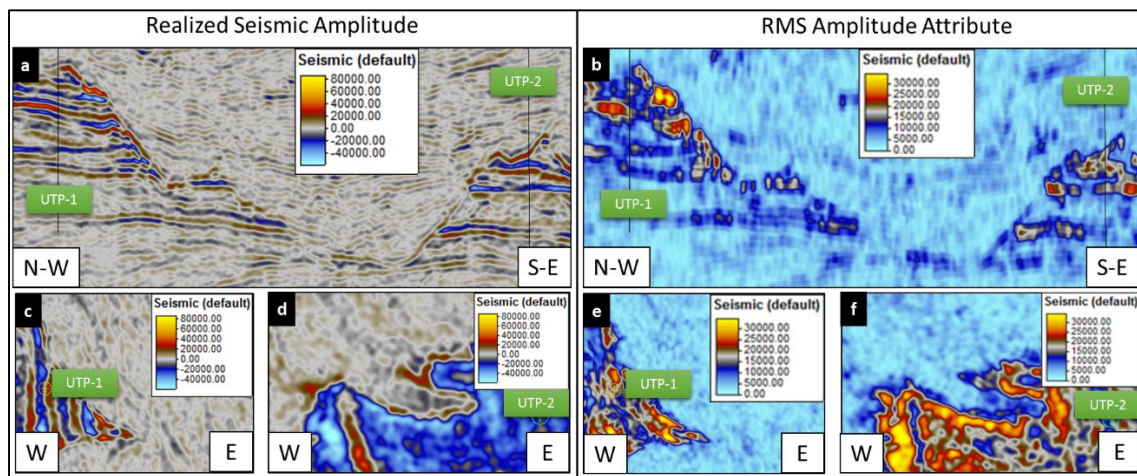 Realized Seismic Amplitude
RMS Amplitude Attribute
a
Seismic (default)
80000.00
60000.00
40000.00
20000.00
0.00
-20000.00
-40000.00
UTP-2
UTP-1
N-W
S-E
b
Seismic (default)
30000.00
25000.00
20000.00
15000.00
10000.00
5000.00
0.00
UTP-2
UTP-1
N-W
S-E
c
Seismic (default)
80000.00
60000.00
40000.00
20000.00
0.00
-20000.00
-40000.00
UTP-1
W
E
d
Seismic (default)
80000.00
60000.00
40000.00
20000.00
0.00
-20000.00
-40000.00
UTP-2
W
E
e
Seismic (default)
30000.00
25000.00
20000.00
15000.00
10000.00
5000.00
0.00
UTP-1
W
E
f
Seismic (default)
30000.00
25000.00
20000.00
15000.00
10000.00
5000.00
0.00
UTP-2
W
E